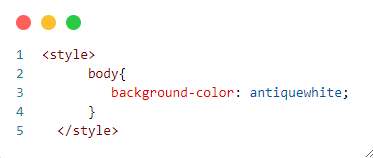 1 <style>
2 body{
3 background-color: antiquewhite;
4 }
5 </style>